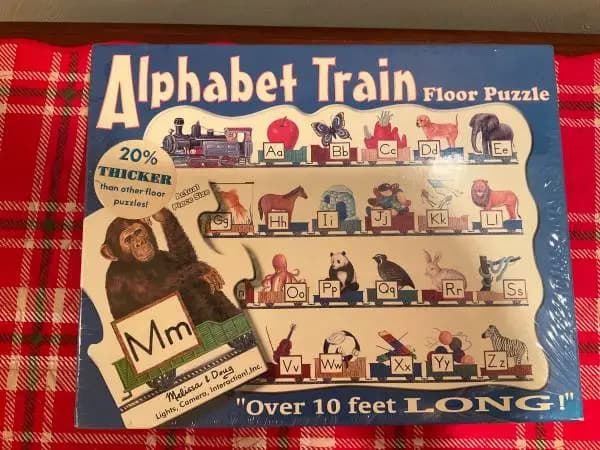 Alphabet Train Floor Puzzle
20%
THICKER
than other floor
puzzles!
Actual
Piece Size
Aa Bb Cc Dd Ee
Gg Hh Ii Jj Kk Ll
Oo Pp Qq Rr Ss
Vv Ww Xx Yy Zz
Mm
Melissa & Doug
Lights, Camera, Interaction!, Inc.
"Over 10 feet LONG!"